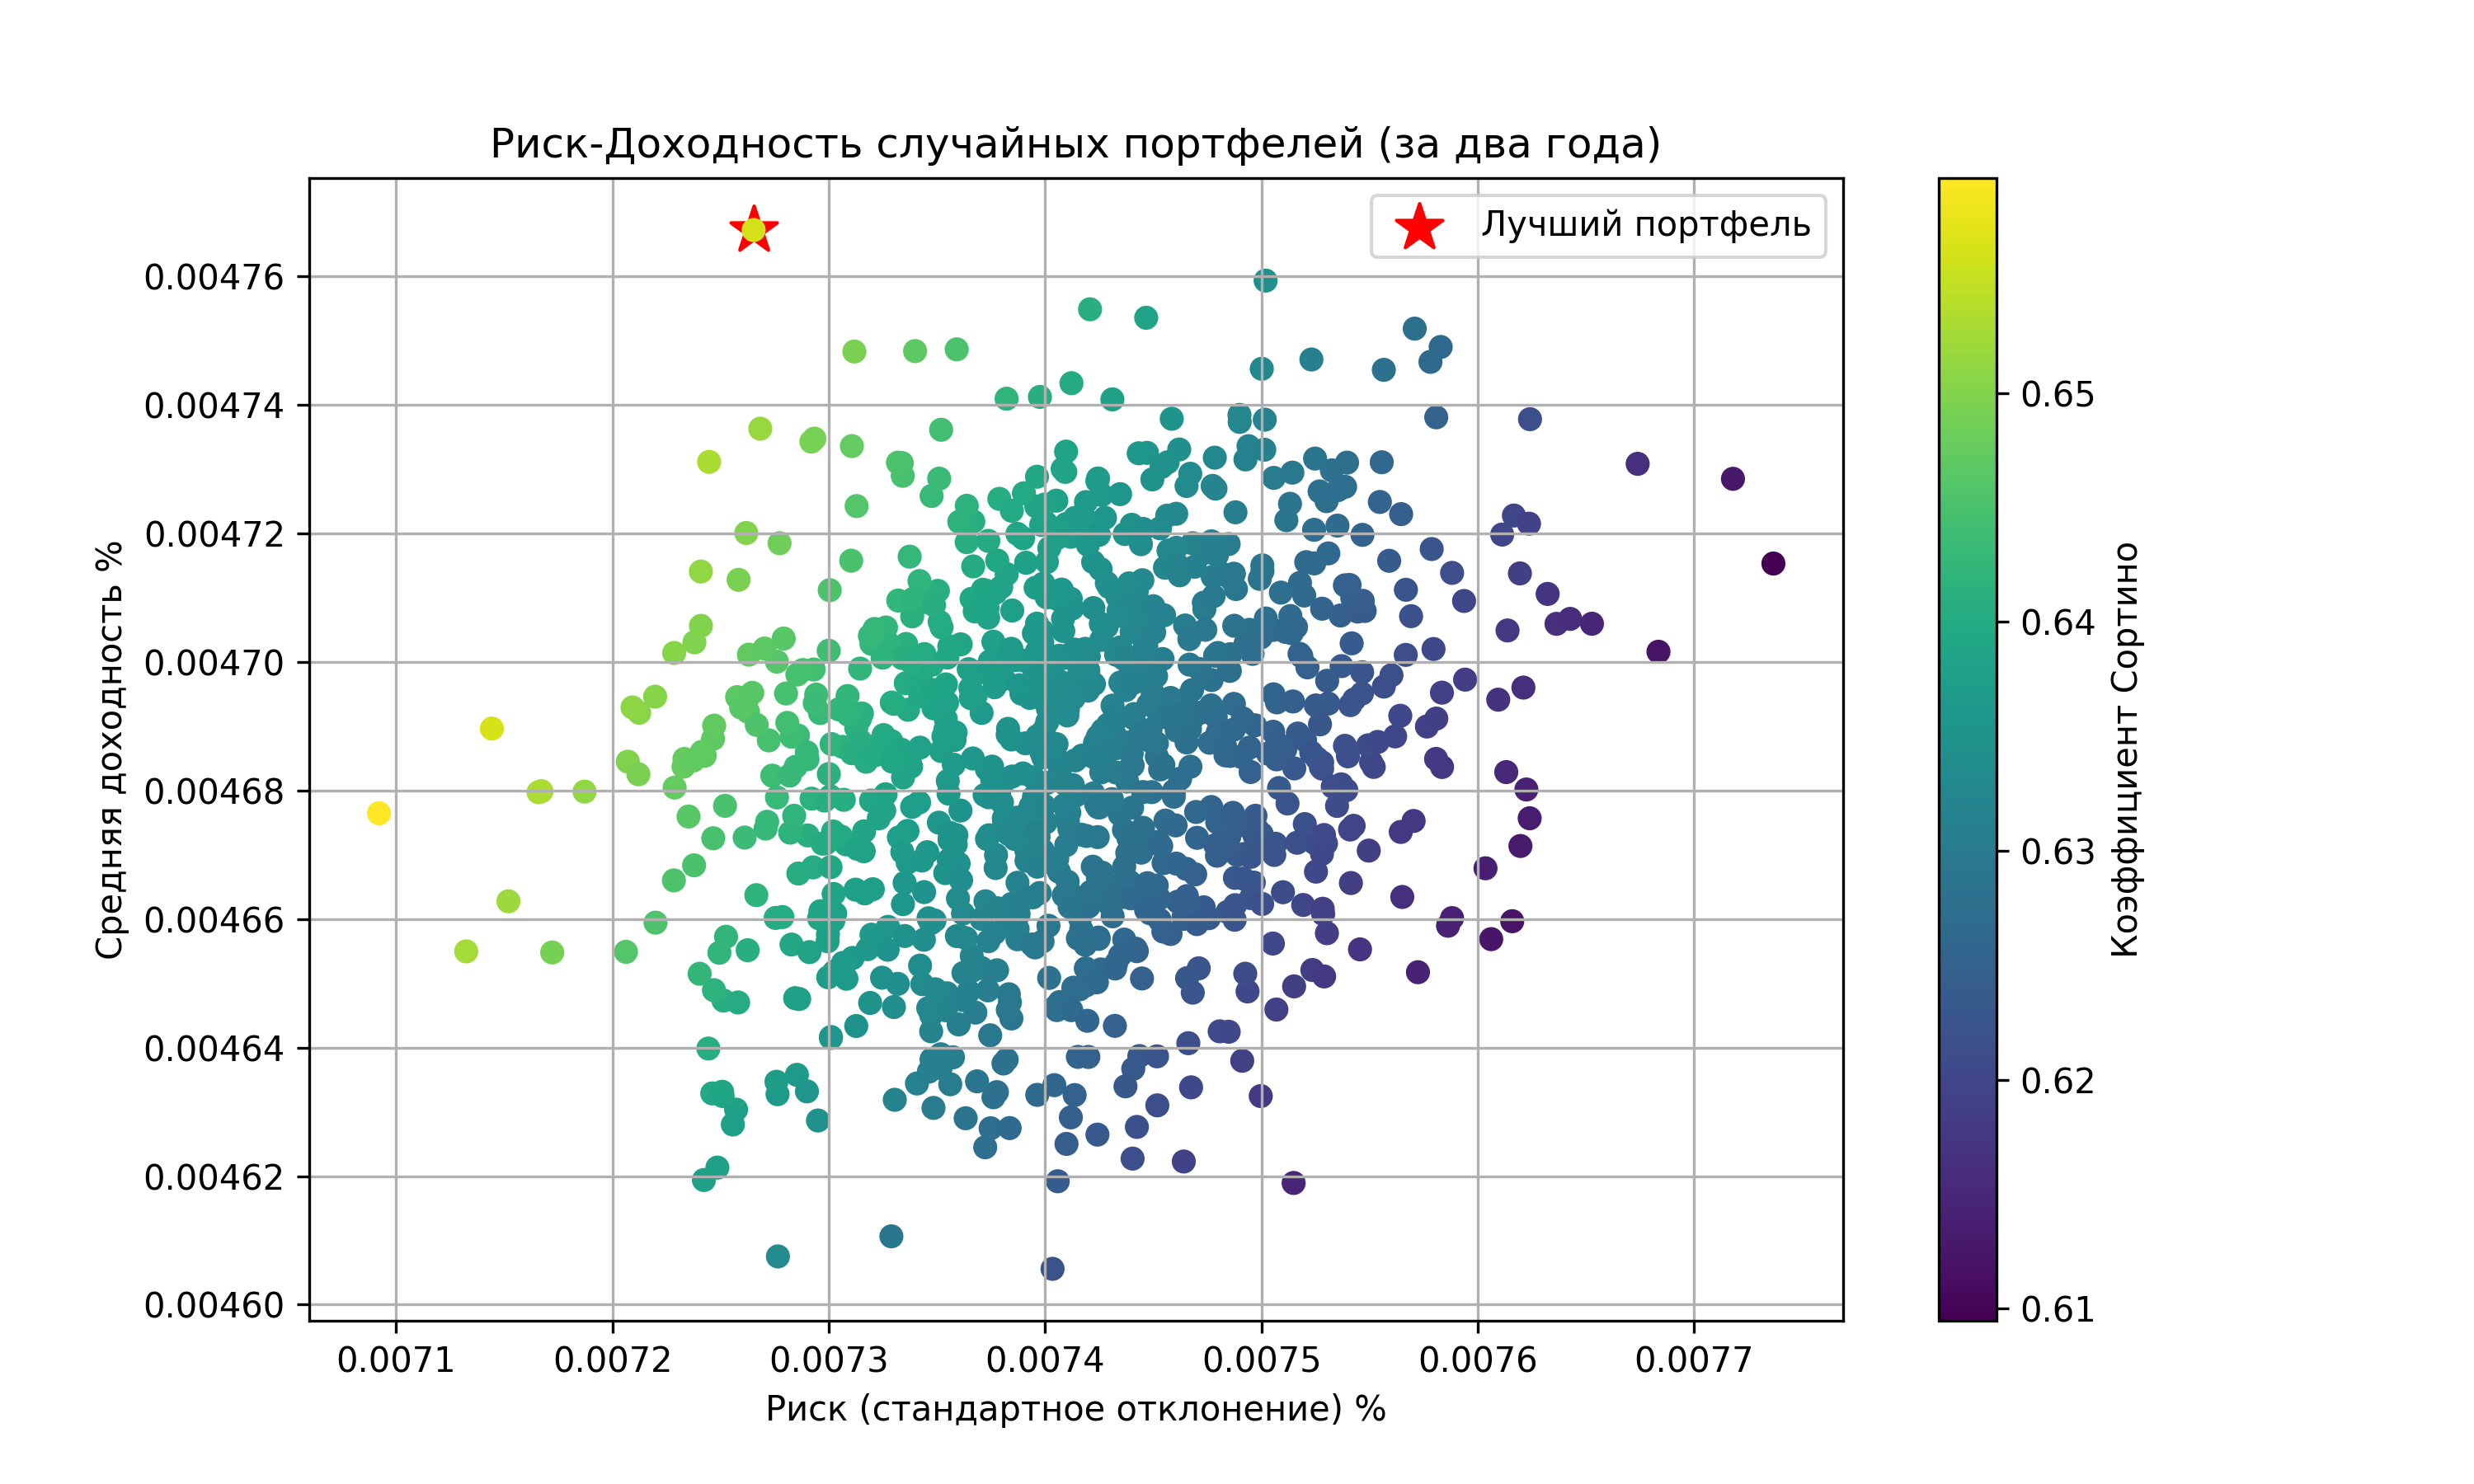 Риск-Доходность случайных портфелей (за два года)
Лучший портфель
Средняя доходность %
0.00476
0.00474
0.00472
0.00470
0.00468
0.00466
0.00464
0.00462
0.00460
0.0071 0.0072 0.0073 0.0074 0.0075 0.0076 0.0077
Риск (стандартное отклонение) %
0.65
0.64
0.63
0.62
0.61
Коэффициент Сортино